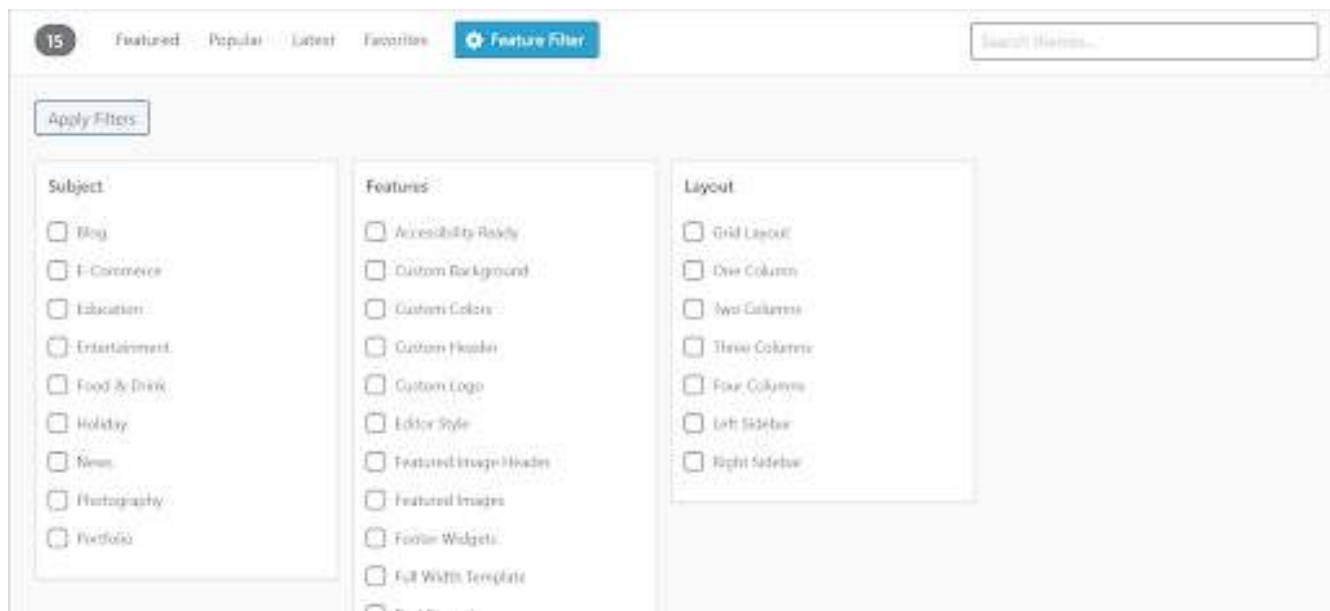 15 Featured Popular Latest Favorites Feature Filter Search themes...
Apply Filters
Subject
Blog
E-Commerce
Education
Entertainment
Food & Drink
Holiday
News
Photography
Portfolio
Features
Accessibility Ready
Custom Background
Custom Colors
Custom Header
Custom Logo
Editor Style
Featured Image Header
Featured Images
Footer Widgets
Full Width Template
Layout
Grid Layout
One Column
Two Columns
Three Columns
Four Columns
Left Sidebar
Right Sidebar